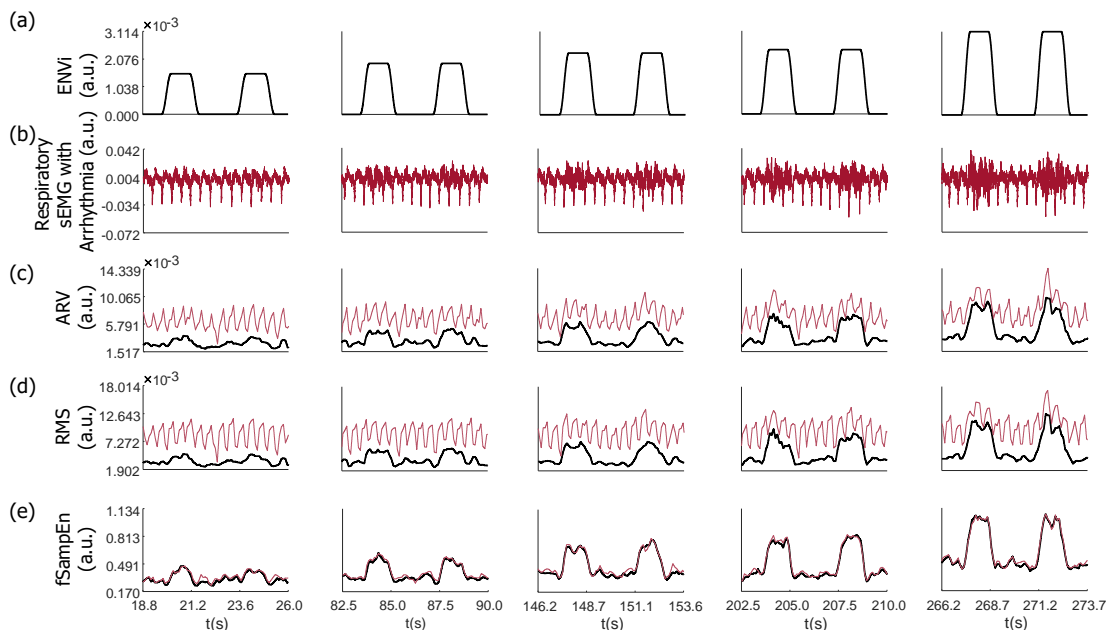 (a)
×10-3
3.114
2.076
1.038
0.000
ENVi
(a.u.)
(b)
0.042
0.004
-0.034
-0.072
Respiratory
sEMG with
Arrhythmia (a.u.)
(c)
×10-3
14.339
10.065
5.791
1.517
ARV
(a.u.)
(d)
×10-3
18.014
12.643
7.272
1.902
RMS
(a.u.)
(e)
1.134
0.813
0.491
0.170
fSampEn
(a.u.)
18.8 21.2 23.6 26.0 82.5 85.0 87.5 90.0 146.2 148.7 151.1 153.6 202.5 205.0 207.5 210.0 266.2 268.7 271.2 273.7
t(s) t(s) t(s) t(s) t(s)